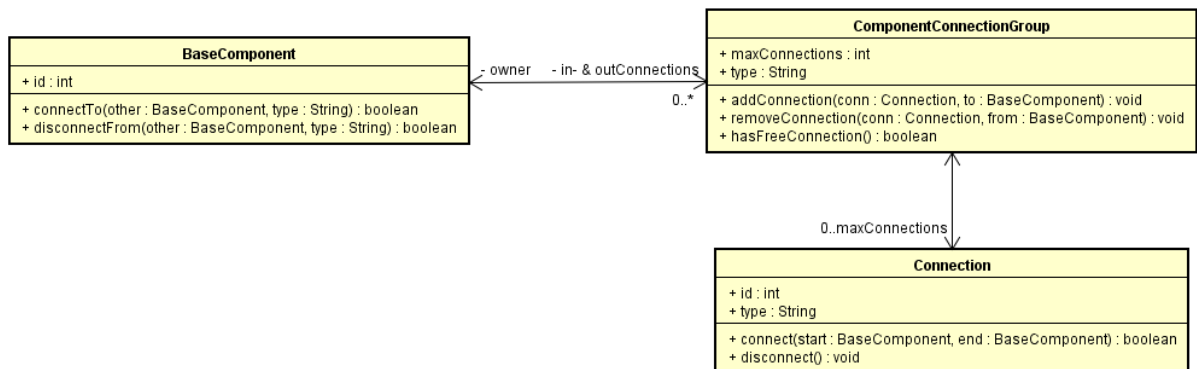 BaseComponent
+ id : int
+ connectTo(other : BaseComponent, type : String) : boolean
+ disconnectFrom(other : BaseComponent, type : String) : boolean
- owner
- in- & outConnections
0..*
ComponentConnectionGroup
+ maxConnections : int
+ type : String
+ addConnection(conn : Connection, to : BaseComponent) : void
+ removeConnection(conn : Connection, from : BaseComponent) : void
+ hasFreeConnection() : boolean
0..maxConnections
Connection
+ id : int
+ type : String
+ connect(start : BaseComponent, end : BaseComponent) : boolean
+ disconnect() : void